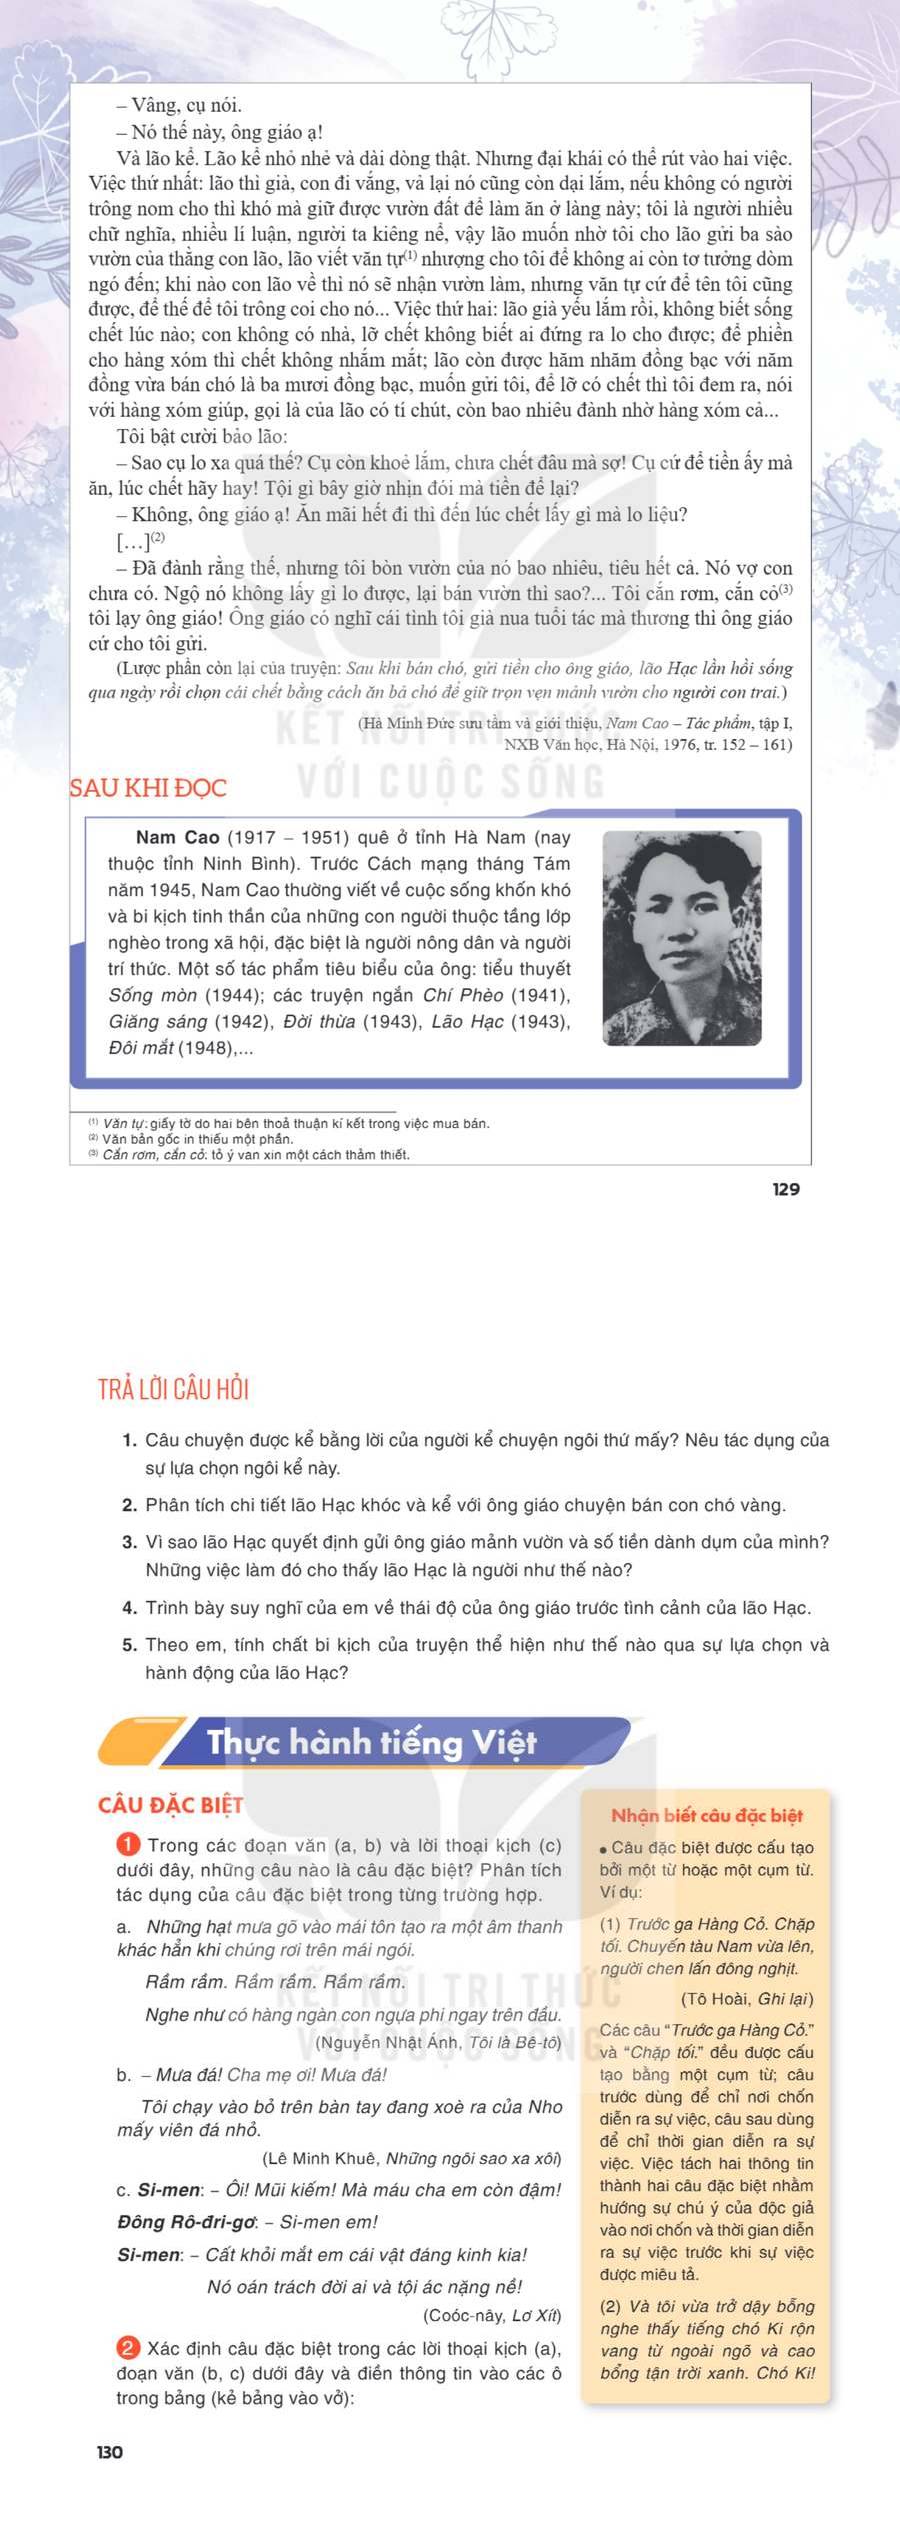 – Vâng, cụ nói.
– Nó thế này, ông giáo ạ!
Và lão kể. Lão kể nhỏ nhẻ và dài dòng thật. Nhưng đại khái có thể rút vào hai việc.
Việc thứ nhất: lão thì già, con đi vắng, vả lại nó cũng còn dại lắm, nếu không có người
trông nom cho thì khó mà giữ được vườn đất để làm ăn ở làng này; tôi là người nhiều
chữ nghĩa, nhiều lí luận, người ta kiêng nể, vậy lão muốn nhờ tôi cho lão gửi ba sào
vườn của thằng con lão, lão viết văn tự⁽¹⁾ nhượng cho tôi để không ai còn tơ tưởng dòm
ngó đến; khi nào con lão về thì nó sẽ nhận vườn làm, nhưng văn tự cứ để tên tôi cũng
được, để thế để tôi trông coi cho nó... Việc thứ hai: lão già yếu lắm rồi, không biết sống
chết lúc nào; con không có nhà, lỡ chết không biết ai đứng ra lo cho được; để phiền
cho hàng xóm thì chết không nhắm mắt; lão còn được hăm nhăm đồng bạc với năm
đồng vừa bán chó là ba mươi đồng bạc, muốn gửi tôi, để lỡ có chết thì tôi đem ra, nói
với hàng xóm giúp, gọi là của lão có tí chút, còn bao nhiêu đành nhờ hàng xóm cả...
Tôi bật cười bảo lão:
– Sao cụ lo xa quá thế? Cụ còn khoẻ lắm, chưa chết đâu mà sợ! Cụ cứ để tiền ấy mà
ăn, lúc chết hãy hay! Tội gì bây giờ nhịn đói mà tiền để lại?
– Không, ông giáo ạ! Ăn mãi hết đi thì đến lúc chết lấy gì mà lo liệu?
[…]⁽²⁾
– Đã đành rằng thế, nhưng tôi bòn vườn của nó bao nhiêu, tiêu hết cả. Nó vợ con
chưa có. Ngộ nó không lấy gì lo được, lại bán vườn thì sao?... Tôi cắn rơm, cắn cỏ⁽³⁾
tôi lạy ông giáo! Ông giáo có nghĩ cái tình tôi già nua tuổi tác mà thương thì ông giáo
cứ cho tôi gửi.
(Lược phần còn lại của truyện: Sau khi bán chó, gửi tiền cho ông giáo, lão Hạc lần hồi sống
qua ngày rồi chọn cái chết bằng cách ăn bả chó để giữ trọn vẹn mảnh vườn cho người con trai.)
(Hà Minh Đức sưu tầm và giới thiệu, Nam Cao – Tác phẩm, tập I,
NXB Văn học, Hà Nội, 1976, tr. 152 – 161)
KẾT NỐI TRI THỨC
VỚI CUỘC SỐNG
SAU KHI ĐỌC
Nam Cao (1917 – 1951) quê ở tỉnh Hà Nam (nay
thuộc tỉnh Ninh Bình). Trước Cách mạng tháng Tám
năm 1945, Nam Cao thường viết về cuộc sống khốn khó
và bi kịch tinh thần của những con người thuộc tầng lớp
nghèo trong xã hội, đặc biệt là người nông dân và người
trí thức. Một số tác phẩm tiêu biểu của ông: tiểu thuyết
Sống mòn (1944); các truyện ngắn Chí Phèo (1941),
Giăng sáng (1942), Đời thừa (1943), Lão Hạc (1943),
Đôi mắt (1948),...
⁽¹⁾ Văn tự: giấy tờ do hai bên thoả thuận kí kết trong việc mua bán.
⁽²⁾ Văn bản gốc in thiếu một phần.
⁽³⁾ Cắn rơm, cắn cỏ: tỏ ý van xin một cách thảm thiết.
129
TRẢ LỜI CÂU HỎI
1. Câu chuyện được kể bằng lời của người kể chuyện ngôi thứ mấy? Nêu tác dụng của
sự lựa chọn ngôi kể này.
2. Phân tích chi tiết lão Hạc khóc và kể với ông giáo chuyện bán con chó vàng.
3. Vì sao lão Hạc quyết định gửi ông giáo mảnh vườn và số tiền dành dụm của mình?
Những việc làm đó cho thấy lão Hạc là người như thế nào?
4. Trình bày suy nghĩ của em về thái độ của ông giáo trước tình cảnh của lão Hạc.
5. Theo em, tính chất bi kịch của truyện thể hiện như thế nào qua sự lựa chọn và
hành động của lão Hạc?
Thực hành tiếng Việt
CÂU ĐẶC BIỆT
1 Trong các đoạn văn (a, b) và lời thoại kịch (c)
dưới đây, những câu nào là câu đặc biệt? Phân tích
tác dụng của câu đặc biệt trong từng trường hợp.
a. Những hạt mưa gõ vào mái tôn tạo ra một âm thanh
khác hẳn khi chúng rơi trên mái ngói.
Rầm rầm. Rầm rầm. Rầm rầm.
Nghe như có hàng ngàn con ngựa phi ngay trên đầu.
(Nguyễn Nhật Ánh, Tôi là Bê-tô)
b. – Mưa đá! Cha mẹ ơi! Mưa đá!
Tôi chạy vào bỏ trên bàn tay đang xoè ra của Nho
mấy viên đá nhỏ.
(Lê Minh Khuê, Những ngôi sao xa xôi)
c. Si-men: – Ôi! Mũi kiếm! Mà máu cha em còn đậm!
Đông Rô-đri-gơ: – Si-men em!
Si-men: – Cất khỏi mắt em cái vật đáng kinh kia!
Nó oán trách đời ai và tội ác nặng nề!
(Coóc-nây, Lơ Xít)
2 Xác định câu đặc biệt trong các lời thoại kịch (a),
đoạn văn (b, c) dưới đây và điền thông tin vào các ô
trong bảng (kẻ bảng vào vở):
Nhận biết câu đặc biệt
• Câu đặc biệt được cấu tạo
bởi một từ hoặc một cụm từ.
Ví dụ:
(1) Trước ga Hàng Cỏ. Chặp
tối. Chuyến tàu Nam vừa lên,
người chen lấn đông nghịt.
(Tô Hoài, Ghi lại)
Các câu “Trước ga Hàng Cỏ.”
và “Chặp tối.” đều được cấu
tạo bằng một cụm từ; câu
trước dùng để chỉ nơi chốn
diễn ra sự việc, câu sau dùng
để chỉ thời gian diễn ra sự
việc. Việc tách hai thông tin
thành hai câu đặc biệt nhằm
hướng sự chú ý của độc giả
vào nơi chốn và thời gian diễn
ra sự việc trước khi sự việc
được miêu tả.
(2) Và tôi vừa trở dậy bỗng
nghe thấy tiếng chó Ki rộn
vang từ ngoài ngõ và cao
bổng tận trời xanh. Chó Ki!
KẾT NỐI TRI THỨC
VỚI CUỘC SỐNG
130